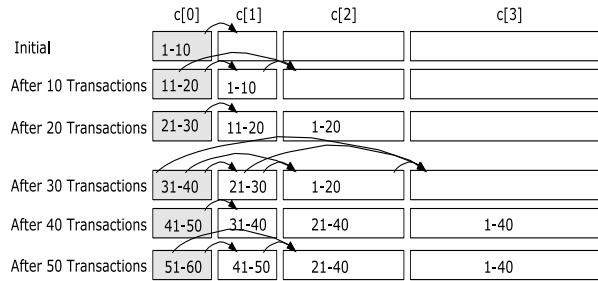 c[0] c[1] c[2] c[3]
Initial 1-10
After 10 Transactions 11-20 1-10
After 20 Transactions 21-30 11-20 1-20
After 30 Transactions 31-40 21-30 1-20
After 40 Transactions 41-50 31-40 21-40 1-40
After 50 Transactions 51-60 41-50 21-40 1-40